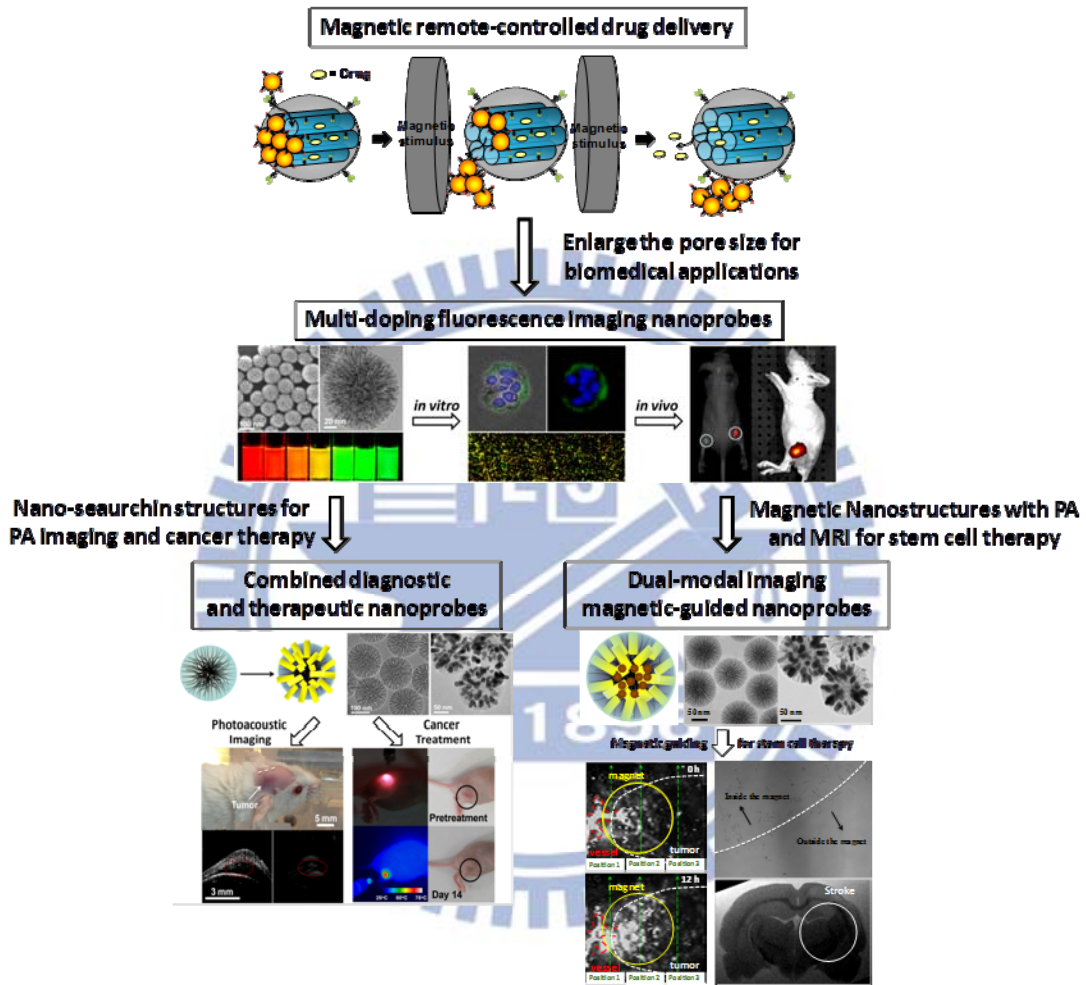 Magnetic remote-controlled drug delivery
= Drug
Magnetic
stimulus
Magnetic
stimulus
Enlarge the pore size for
biomedical applications
Multi-doping fluorescence imaging nanoprobes
20 nm
in vitro
in vivo
Nano-seaurchin structures for
PA imaging and cancer therapy
Magnetic Nanostructures with PA
and MRI for stem cell therapy
Combined diagnostic
and therapeutic nanoprobes
Dual-modal imaging
magnetic-guided nanoprobes
100 nm
50 nm
50 nm
50 nm
Photoacoustic
Imaging
Cancer
Treatment
Magnetic guiding for stem cell therapy
Tumor
5 mm
Pretreatment
3 mm
Day 14
magnet
0 h
vessel
tumor
Position 1
Position 2
Position 3
Inside the magnet
Outside the magnet
magnet
12 h
vessel
tumor
Position 1
Position 2
Position 3
Stroke
189